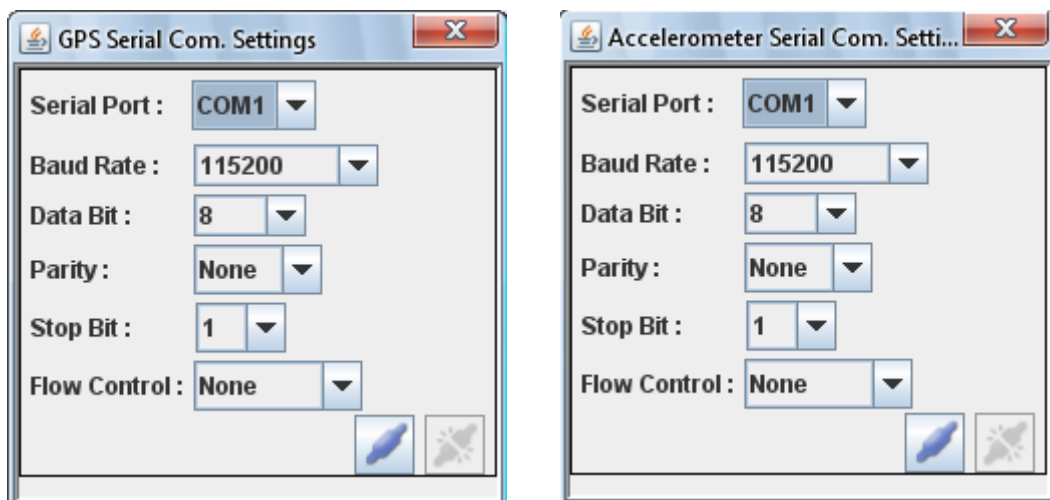 GPS Serial Com. Settings
Serial Port : COM1
Baud Rate : 115200
Data Bit : 8
Parity : None
Stop Bit : 1
Flow Control : None
Accelerometer Serial Com. Setti...
Serial Port : COM1
Baud Rate : 115200
Data Bit : 8
Parity : None
Stop Bit : 1
Flow Control : None